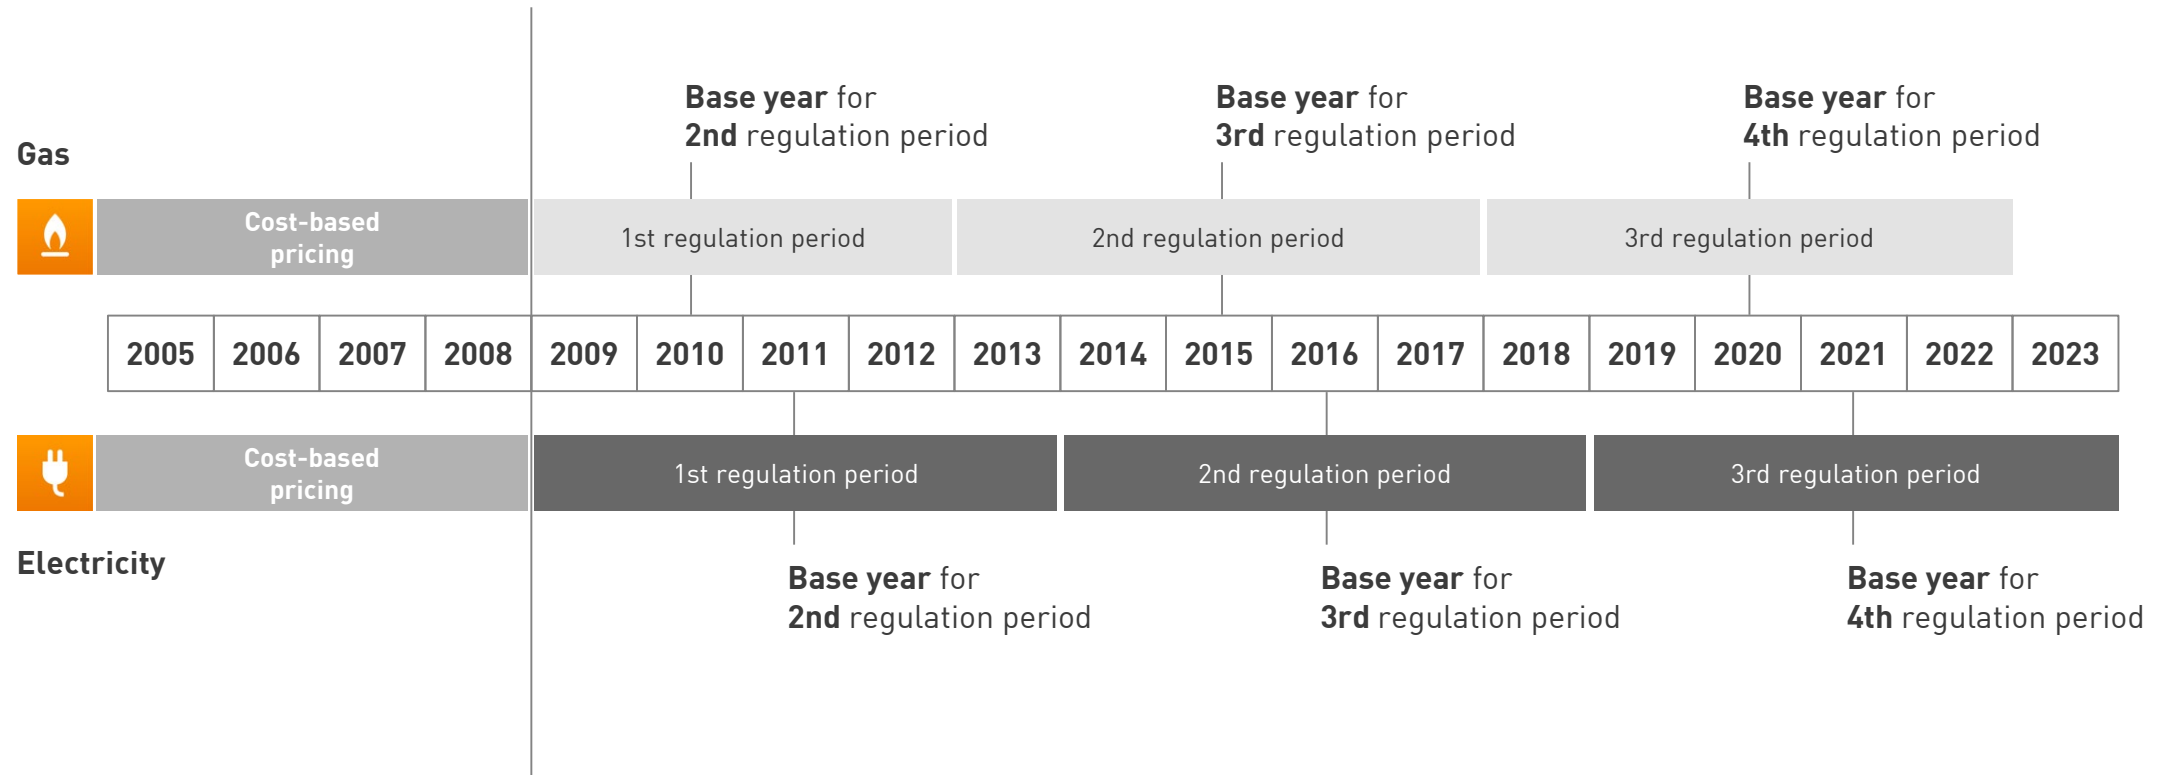 Base year for
2nd regulation period
Base year for
3rd regulation period
Base year for
4th regulation period
Gas
Cost-based
pricing
1st regulation period
2nd regulation period
3rd regulation period
2005 2006 2007 2008 2009 2010 2011 2012 2013 2014 2015 2016 2017 2018 2019 2020 2021 2022 2023
Cost-based
pricing
1st regulation period
2nd regulation period
3rd regulation period
Electricity
Base year for
2nd regulation period
Base year for
3rd regulation period
Base year for
4th regulation period